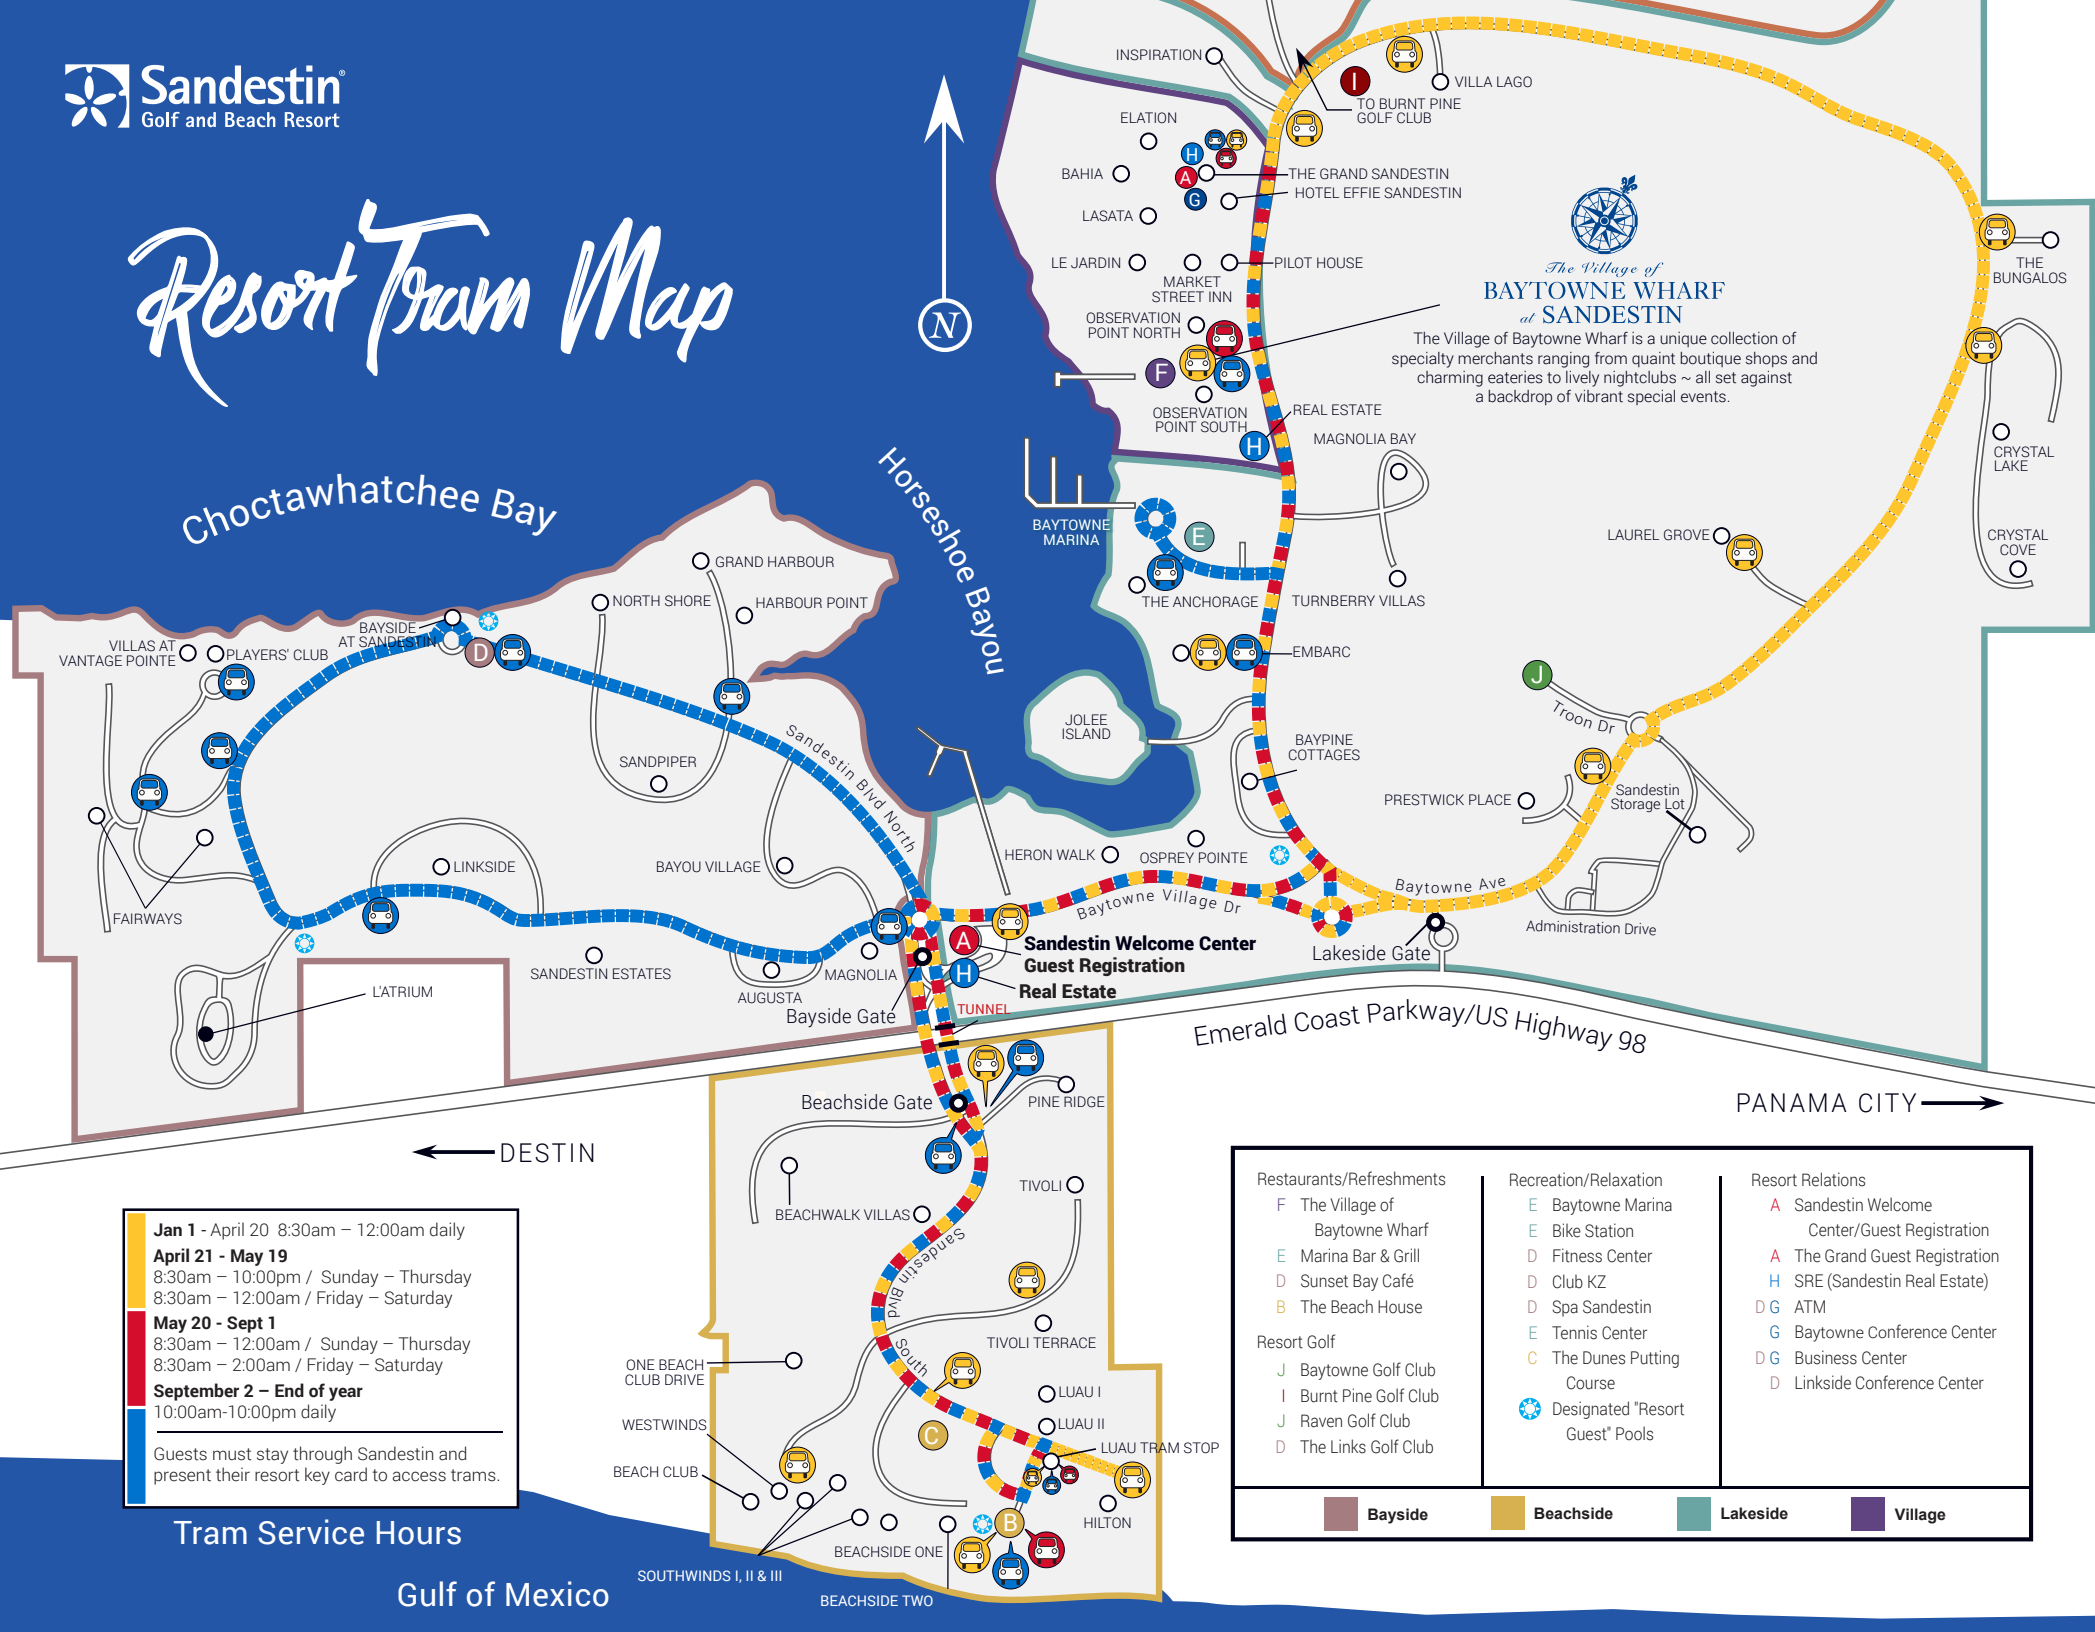 Sandestin®
Golf and Beach Resort
Resort Tram Map
N
Choctawhatchee Bay
Horseshoe Bayou
INSPIRATION
I
VILLA LAGO
TO BURNT PINE
GOLF CLUB
ELATION
H
BAHIA
A
THE GRAND SANDESTIN
G
HOTEL EFFIE SANDESTIN
LASATA
LE JARDIN
PILOT HOUSE
MARKET
STREET INN
OBSERVATION
POINT NORTH
F
OBSERVATION
POINT SOUTH
H
REAL ESTATE
The Village of
BAYTOWNE WHARF
at SANDESTIN
The Village of Baytowne Wharf is a unique collection of
specialty merchants ranging from quaint boutique shops and
charming eateries to lively nightclubs ~ all set against
a backdrop of vibrant special events.
THE
BUNGALOS
CRYSTAL
LAKE
CRYSTAL
COVE
MAGNOLIA BAY
BAYTOWNE
MARINA
E
THE ANCHORAGE
TURNBERRY VILLAS
LAUREL GROVE
EMBARC
J
Troon Dr
JOLEE
ISLAND
BAYPINE
COTTAGES
PRESTWICK PLACE
Sandestin
Storage Lot
HERON WALK
OSPREY POINTE
Baytowne Ave
Baytowne Village Dr
Administration Drive
Lakeside Gate
GRAND HARBOUR
NORTH SHORE
HARBOUR POINT
BAYSIDE
AT SANDESTIN
D
VILLAS AT
VANTAGE POINTE
PLAYERS' CLUB
SANDPIPER
Sandestin Blvd North
LINKSIDE
BAYOU VILLAGE
FAIRWAYS
SANDESTIN ESTATES
AUGUSTA
MAGNOLIA
L'ATRIUM
Bayside Gate
A
Sandestin Welcome Center
Guest Registration
H
Real Estate
TUNNEL
Emerald Coast Parkway/US Highway 98
PANAMA CITY
DESTIN
Beachside Gate
PINE RIDGE
BEACHWALK VILLAS
TIVOLI
Sandestin Blvd South
TIVOLI TERRACE
ONE BEACH
CLUB DRIVE
LUAU I
LUAU II
WESTWINDS
C
LUAU TRAM STOP
BEACH CLUB
HILTON
B
BEACHSIDE ONE
SOUTHWINDS I, II & III
BEACHSIDE TWO
Jan 1 - April 20 8:30am – 12:00am daily
April 21 - May 19
8:30am – 10:00pm / Sunday – Thursday
8:30am – 12:00am / Friday – Saturday
May 20 - Sept 1
8:30am – 12:00am / Sunday – Thursday
8:30am – 2:00am / Friday – Saturday
September 2 – End of year
10:00am-10:00pm daily
Guests must stay through Sandestin and
present their resort key card to access trams.
Tram Service Hours
Gulf of Mexico
Restaurants/Refreshments
F The Village of
Baytowne Wharf
E Marina Bar & Grill
D Sunset Bay Café
B The Beach House
Resort Golf
J Baytowne Golf Club
I Burnt Pine Golf Club
J Raven Golf Club
D The Links Golf Club
Recreation/Relaxation
E Baytowne Marina
E Bike Station
D Fitness Center
D Club KZ
D Spa Sandestin
E Tennis Center
C The Dunes Putting
Course
Designated "Resort
Guest" Pools
Resort Relations
A Sandestin Welcome
Center/Guest Registration
A The Grand Guest Registration
H SRE (Sandestin Real Estate)
D G ATM
G Baytowne Conference Center
D G Business Center
D Linkside Conference Center
Bayside
Beachside
Lakeside
Village